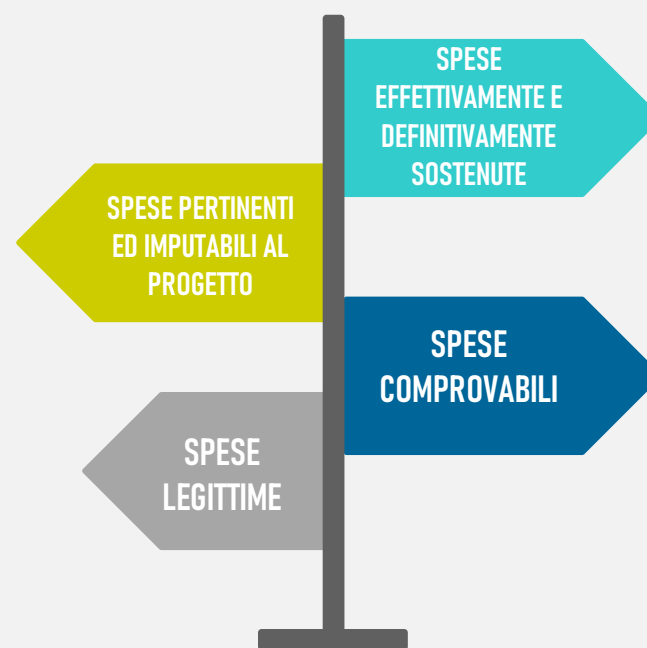 SPESE
EFFETTIVAMENTE E
DEFINITIVAMENTE
SOSTENUTE
SPESE PERTINENTI
ED IMPUTABILI AL
PROGETTO
SPESE
COMPROVABILI
SPESE
LEGITTIME